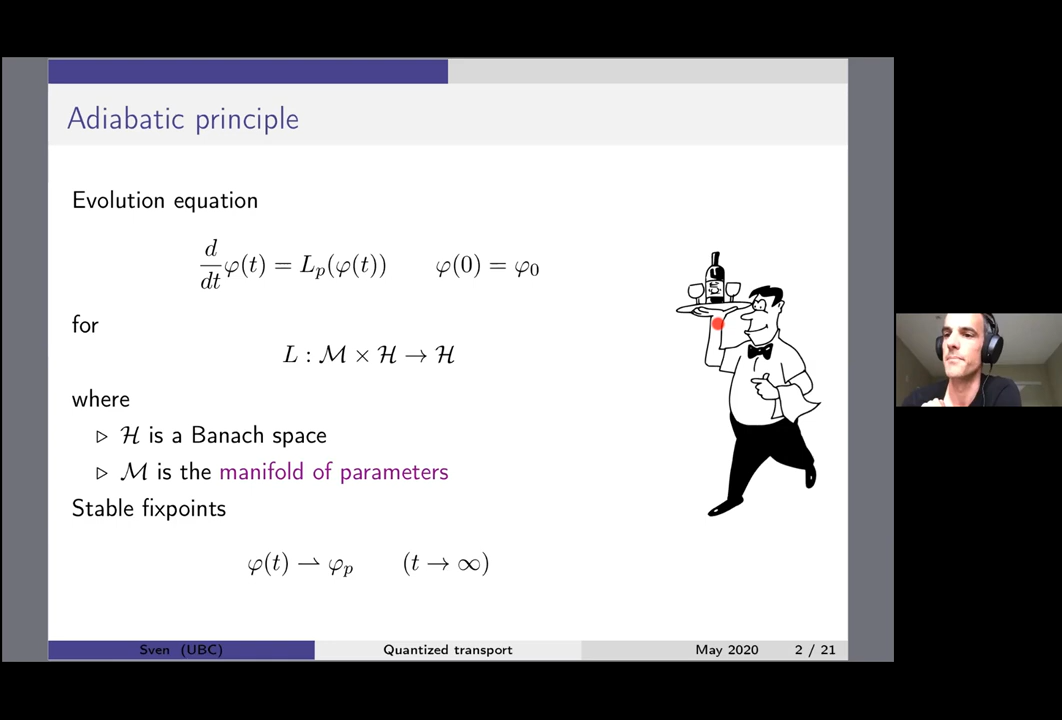 Adiabatic principle
Evolution equation
d/dt φ(t) = L_p(φ(t)) φ(0) = φ_0
for
L : ℳ × ℋ → ℋ
where
▷ ℋ is a Banach space
▷ ℳ is the manifold of parameters
Stable fixpoints
φ(t) ⇀ φ_p (t → ∞)
Sven (UBC) Quantized transport May 2020 2 / 21